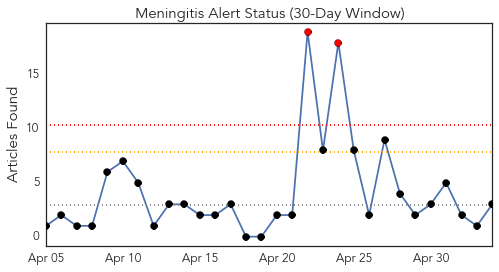 Meningitis Alert Status (30-Day Window)
Articles Found
15
10
5
0
Apr 05
Apr 10
Apr 15
Apr 20
Apr 25
Apr 30